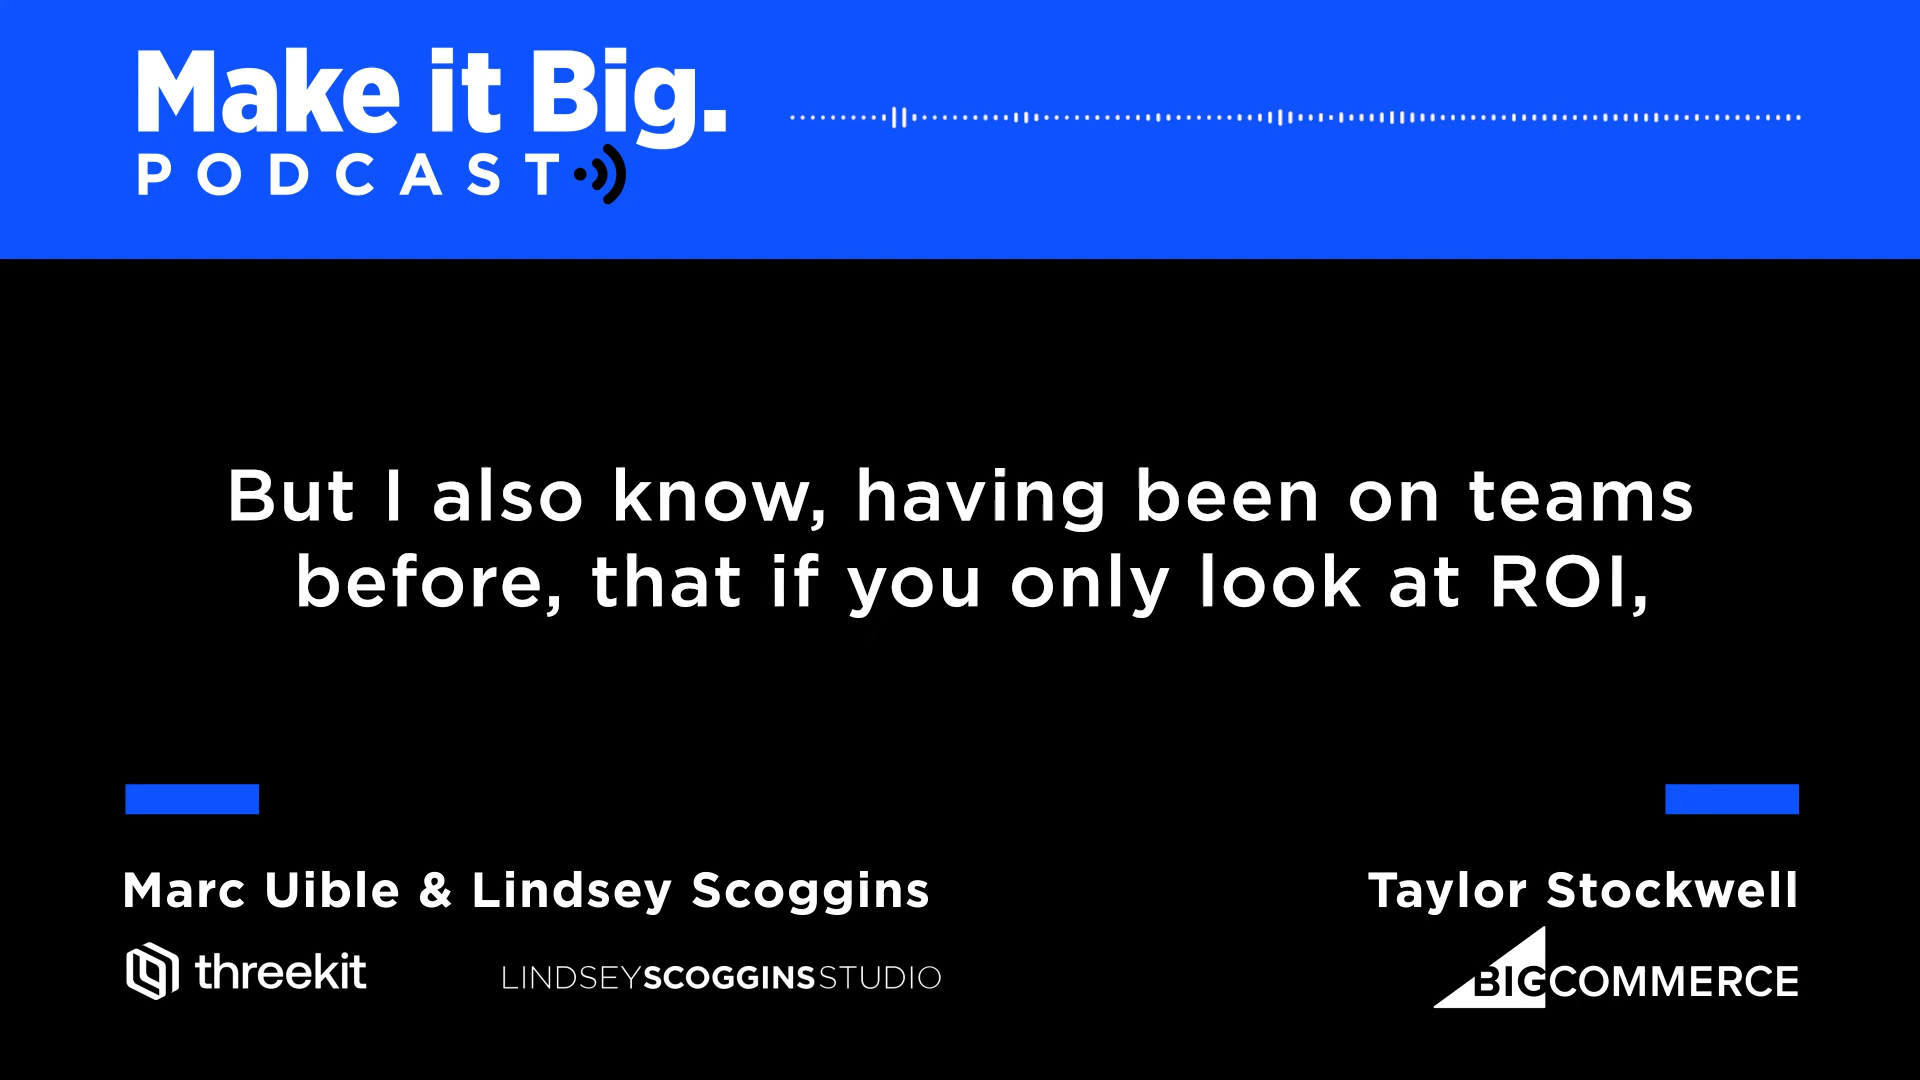 Make it Big.
PODCAST
But I also know, having been on teams
before, that if you only look at ROI,
Marc Uible & Lindsey Scoggins
Taylor Stockwell
threekit
LINDSEYSCOGGINSSTUDIO
BIGCOMMERCE